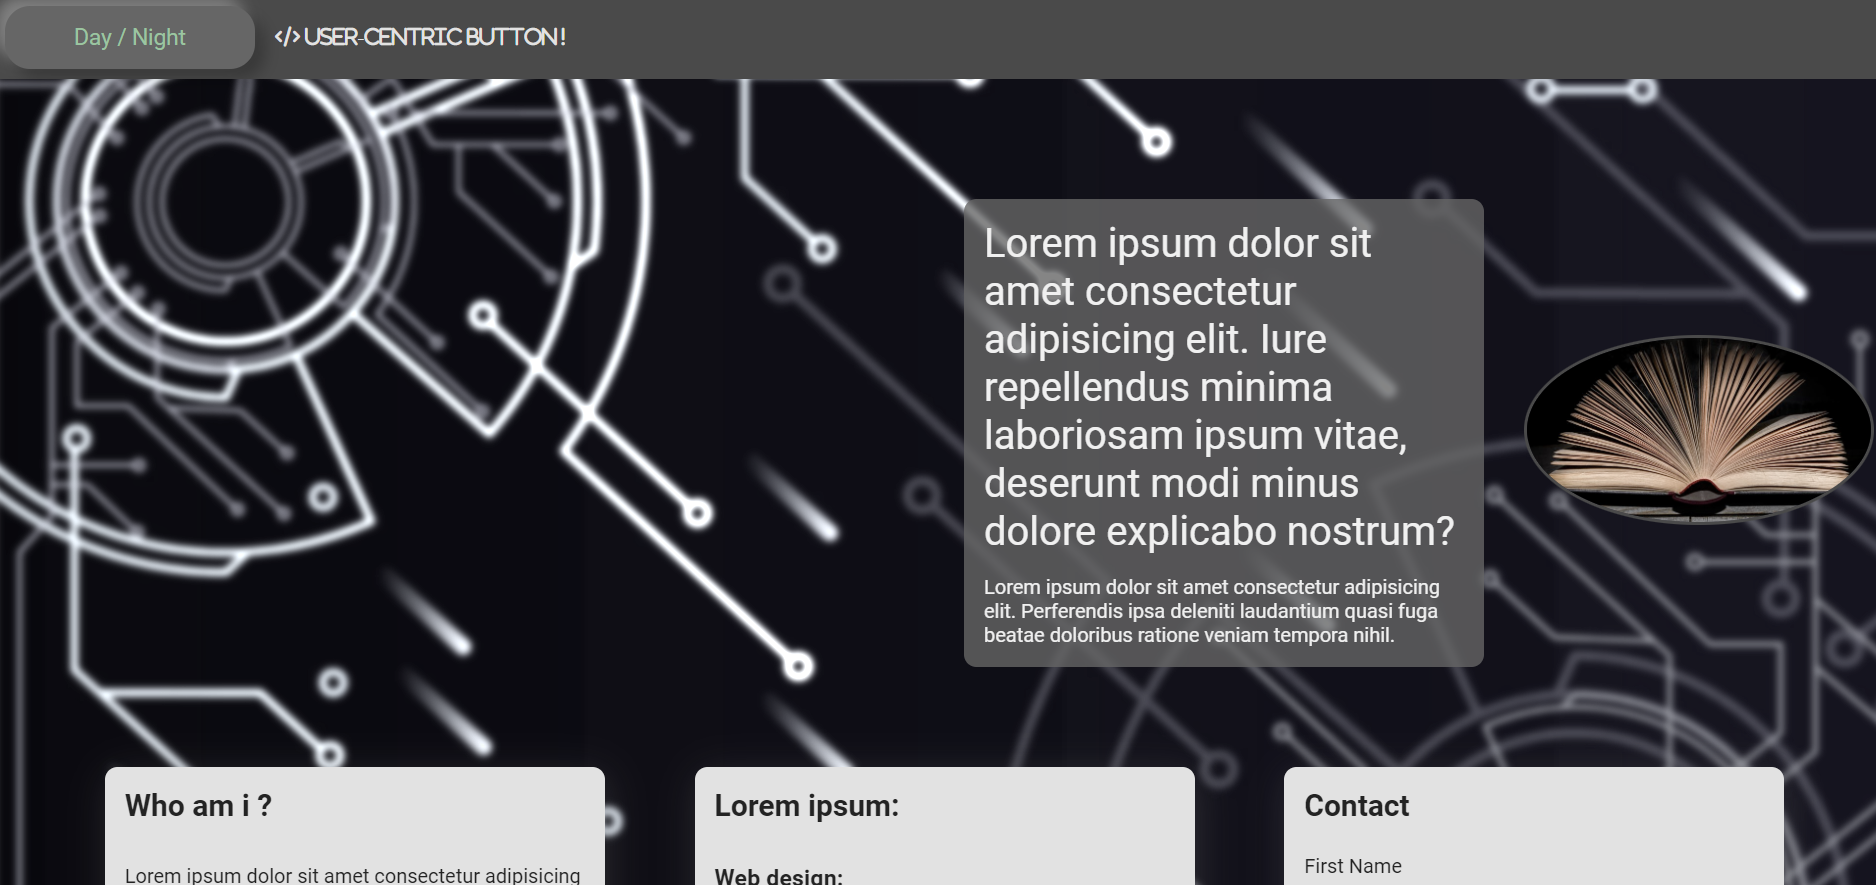 Day / Night
</> USER-CENTRIC BUTTON!
Lorem ipsum dolor sit
amet consectetur
adipisicing elit. Iure
repellendus minima
laboriosam ipsum vitae,
deserunt modi minus
dolore explicabo nostrum?
Lorem ipsum dolor sit amet consectetur adipisicing
elit. Perferendis ipsa deleniti laudantium quasi fuga
beatae doloribus ratione veniam tempora nihil.
Who am i ?
Lorem ipsum dolor sit amet consectetur adipisicing
Lorem ipsum:
Web design:
Contact
First Name